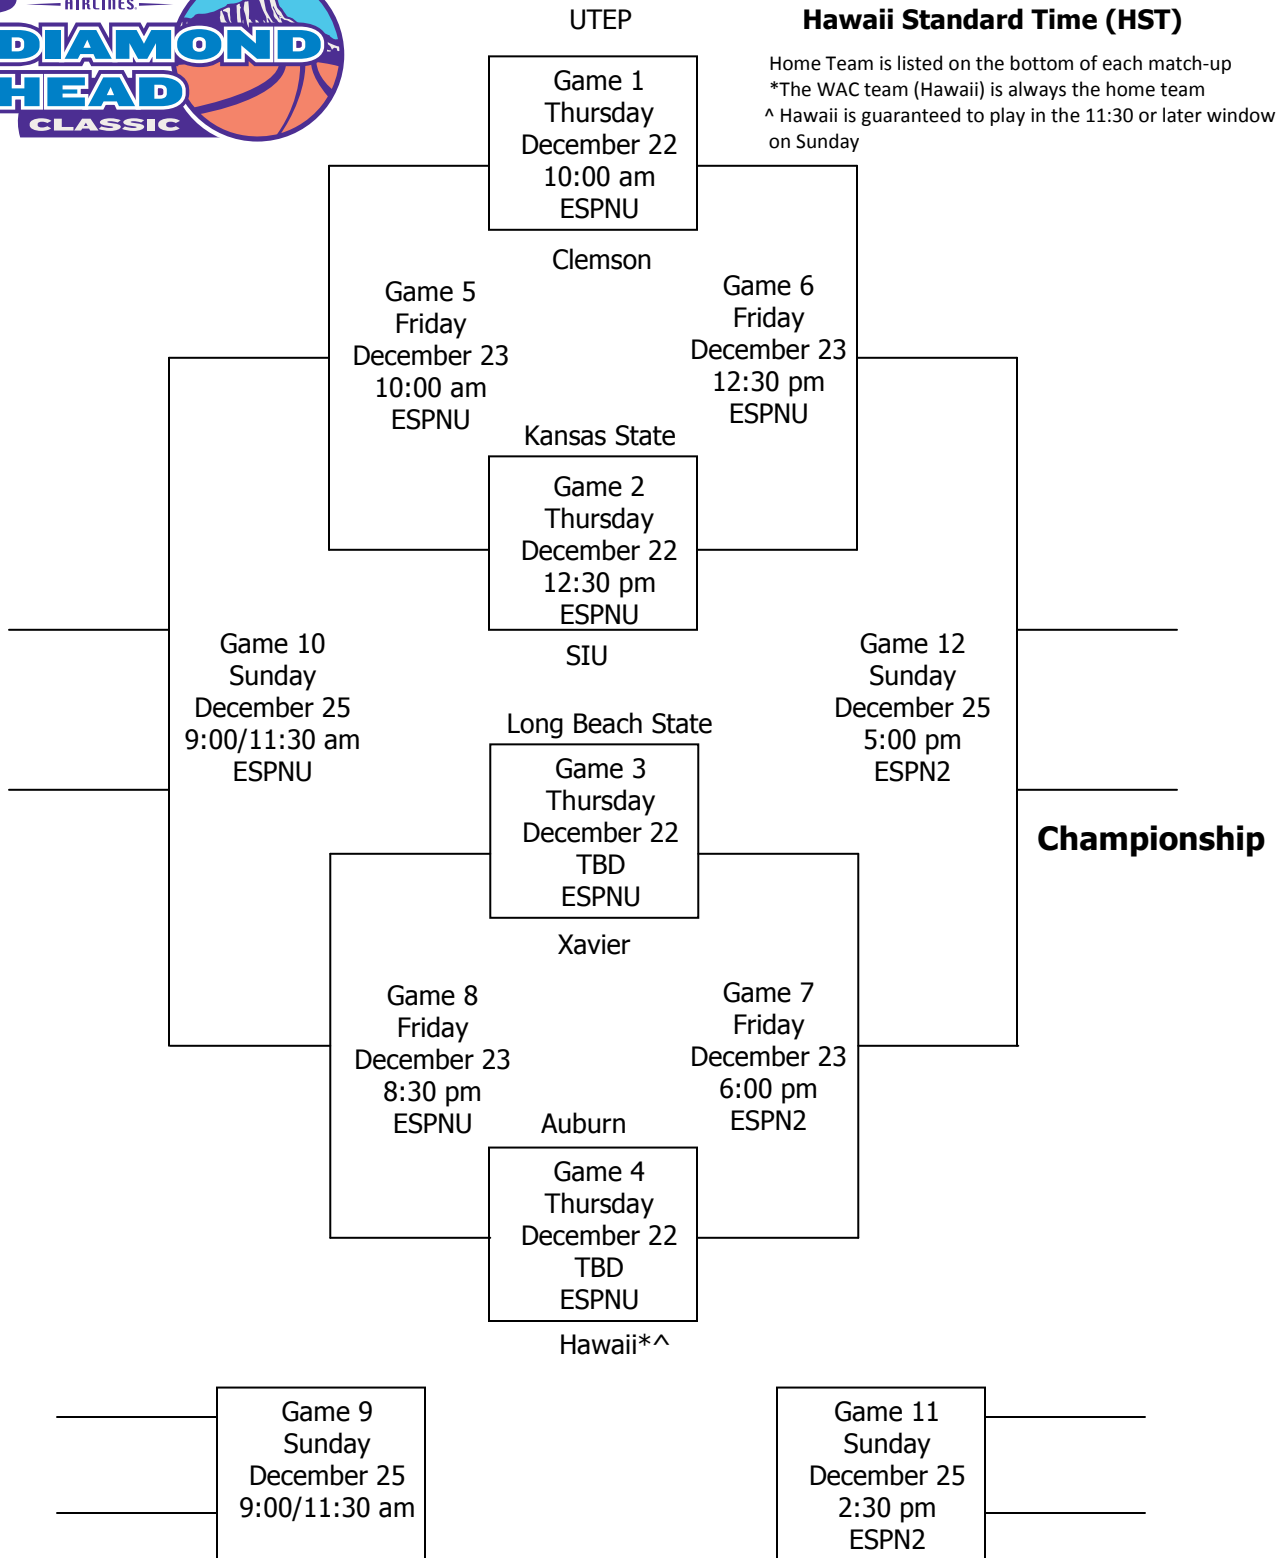 AIRLINES
DIAMOND
HEAD
CLASSIC
UTEP
Hawaii Standard Time (HST)
Home Team is listed on the bottom of each match-up
*The WAC team (Hawaii) is always the home team
^ Hawaii is guaranteed to play in the 11:30 or later window
on Sunday
Game 1
Thursday
December 22
10:00 am
ESPNU
Clemson
Game 5
Friday
December 23
10:00 am
ESPNU
Game 6
Friday
December 23
12:30 pm
ESPNU
Kansas State
Game 2
Thursday
December 22
12:30 pm
ESPNU
SIU
Game 10
Sunday
December 25
9:00/11:30 am
ESPNU
Game 12
Sunday
December 25
5:00 pm
ESPN2
Championship
Long Beach State
Game 3
Thursday
December 22
TBD
ESPNU
Xavier
Game 8
Friday
December 23
8:30 pm
ESPNU
Game 7
Friday
December 23
6:00 pm
ESPN2
Auburn
Game 4
Thursday
December 22
TBD
ESPNU
Hawaii*^
Game 9
Sunday
December 25
9:00/11:30 am
Game 11
Sunday
December 25
2:30 pm
ESPN2